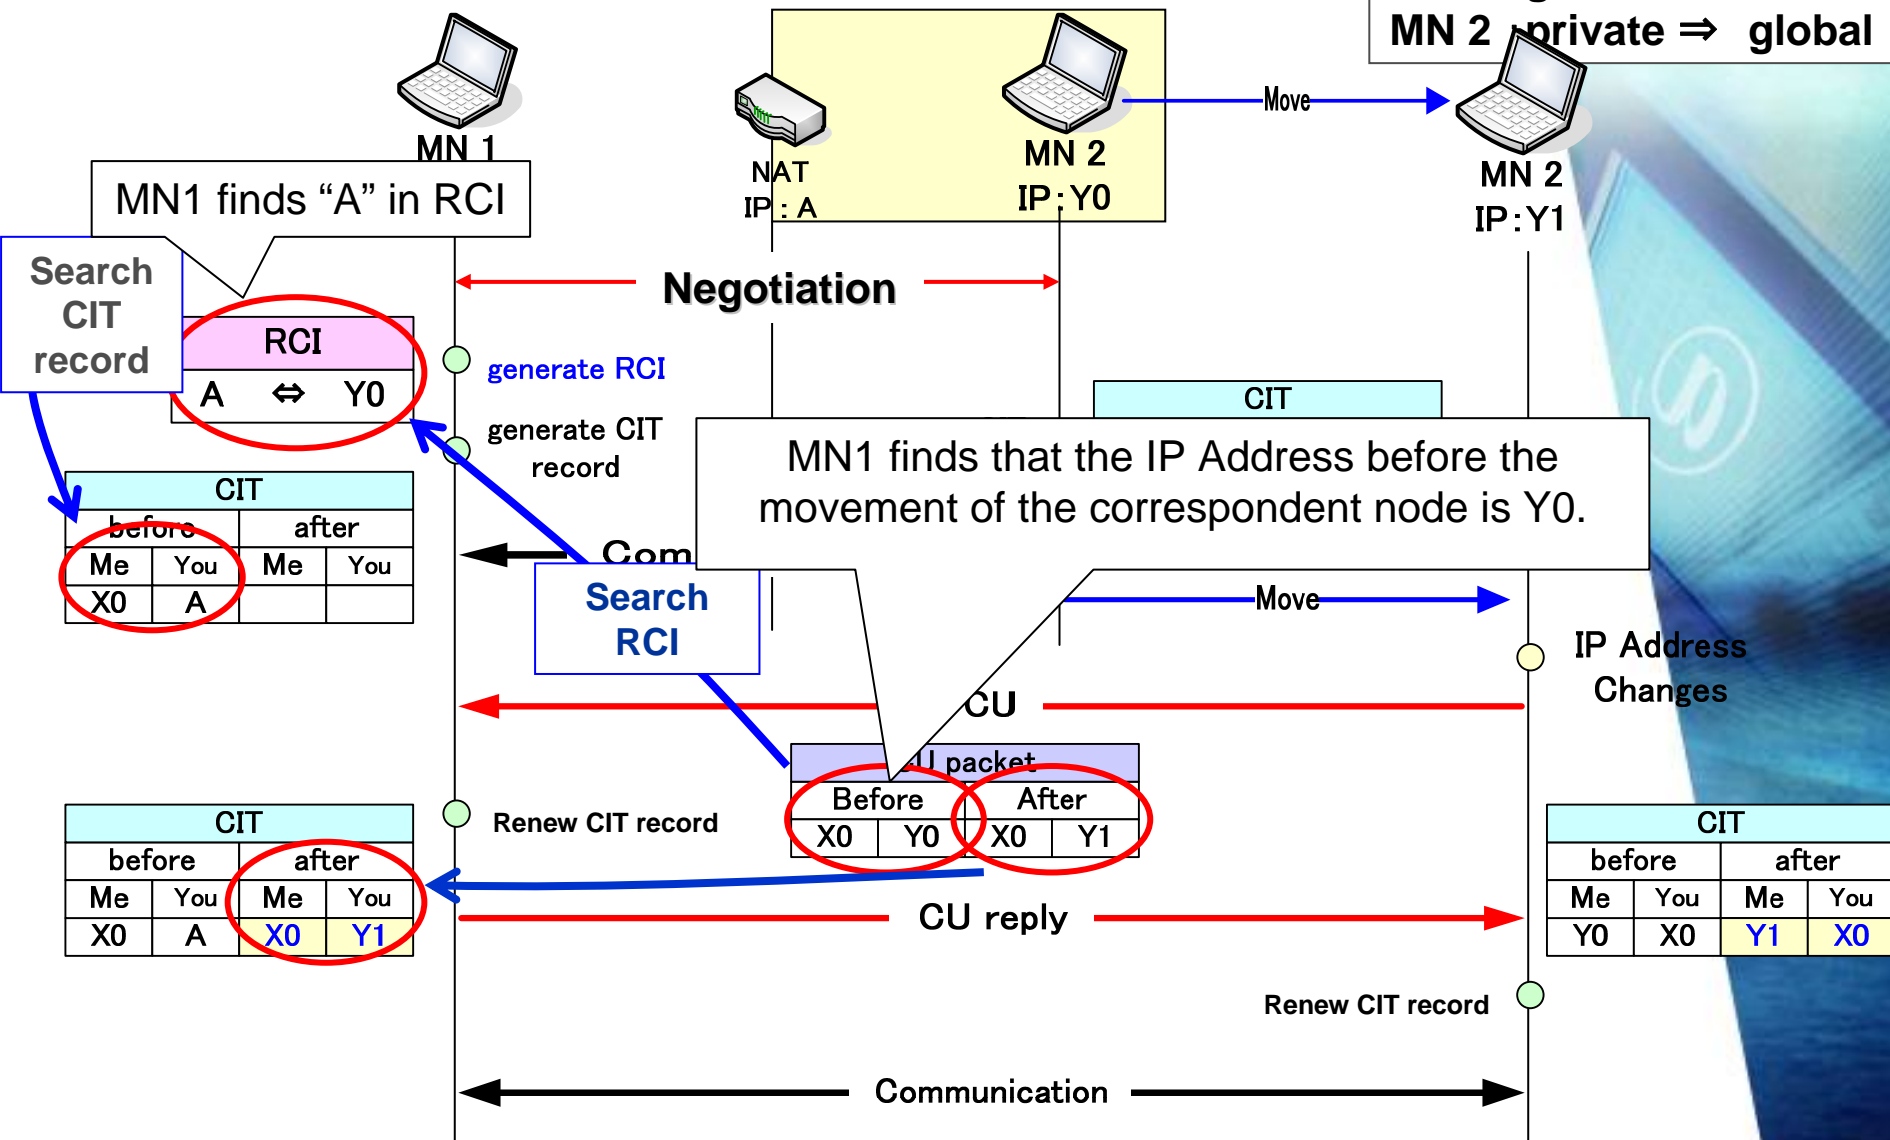 MN 2 :private ⇒ global
Move
MN 1
NAT
IP : A
MN 2
IP:Y0
MN 2
IP:Y1
MN1 finds “A” in RCI
Search
CIT
record
Negotiation
RCI
A ⇔ Y0
generate RCI
generate CIT
record
CIT
MN1 finds that the IP Address before the
movement of the correspondent node is Y0.
CIT
before after
Me You Me You
X0 A
Com
Search
RCI
Move
IP Address
Changes
CU
CU packet
Before After
X0 Y0 X0 Y1
Renew CIT record
CIT
before after
Me You Me You
X0 A X0 Y1
CU reply
CIT
before after
Me You Me You
Y0 X0 Y1 X0
Renew CIT record
Communication